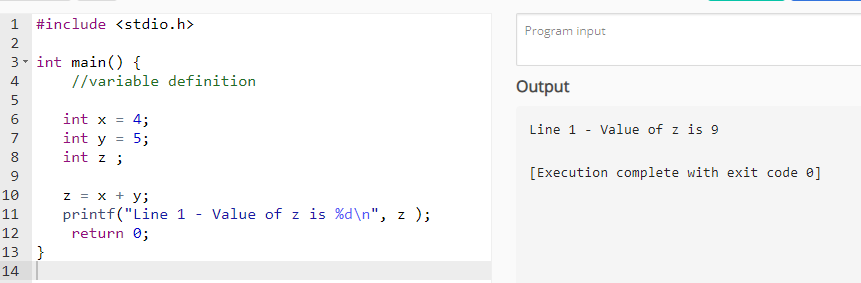 1 #include <stdio.h>
2
3 int main() {
4 //variable definition
5
6 int x = 4;
7 int y = 5;
8 int z ;
9
10 z = x + y;
11 printf("Line 1 - Value of z is %d\n", z );
12 return 0;
13 }
14
Program input
Output
Line 1 - Value of z is 9
[Execution complete with exit code 0]